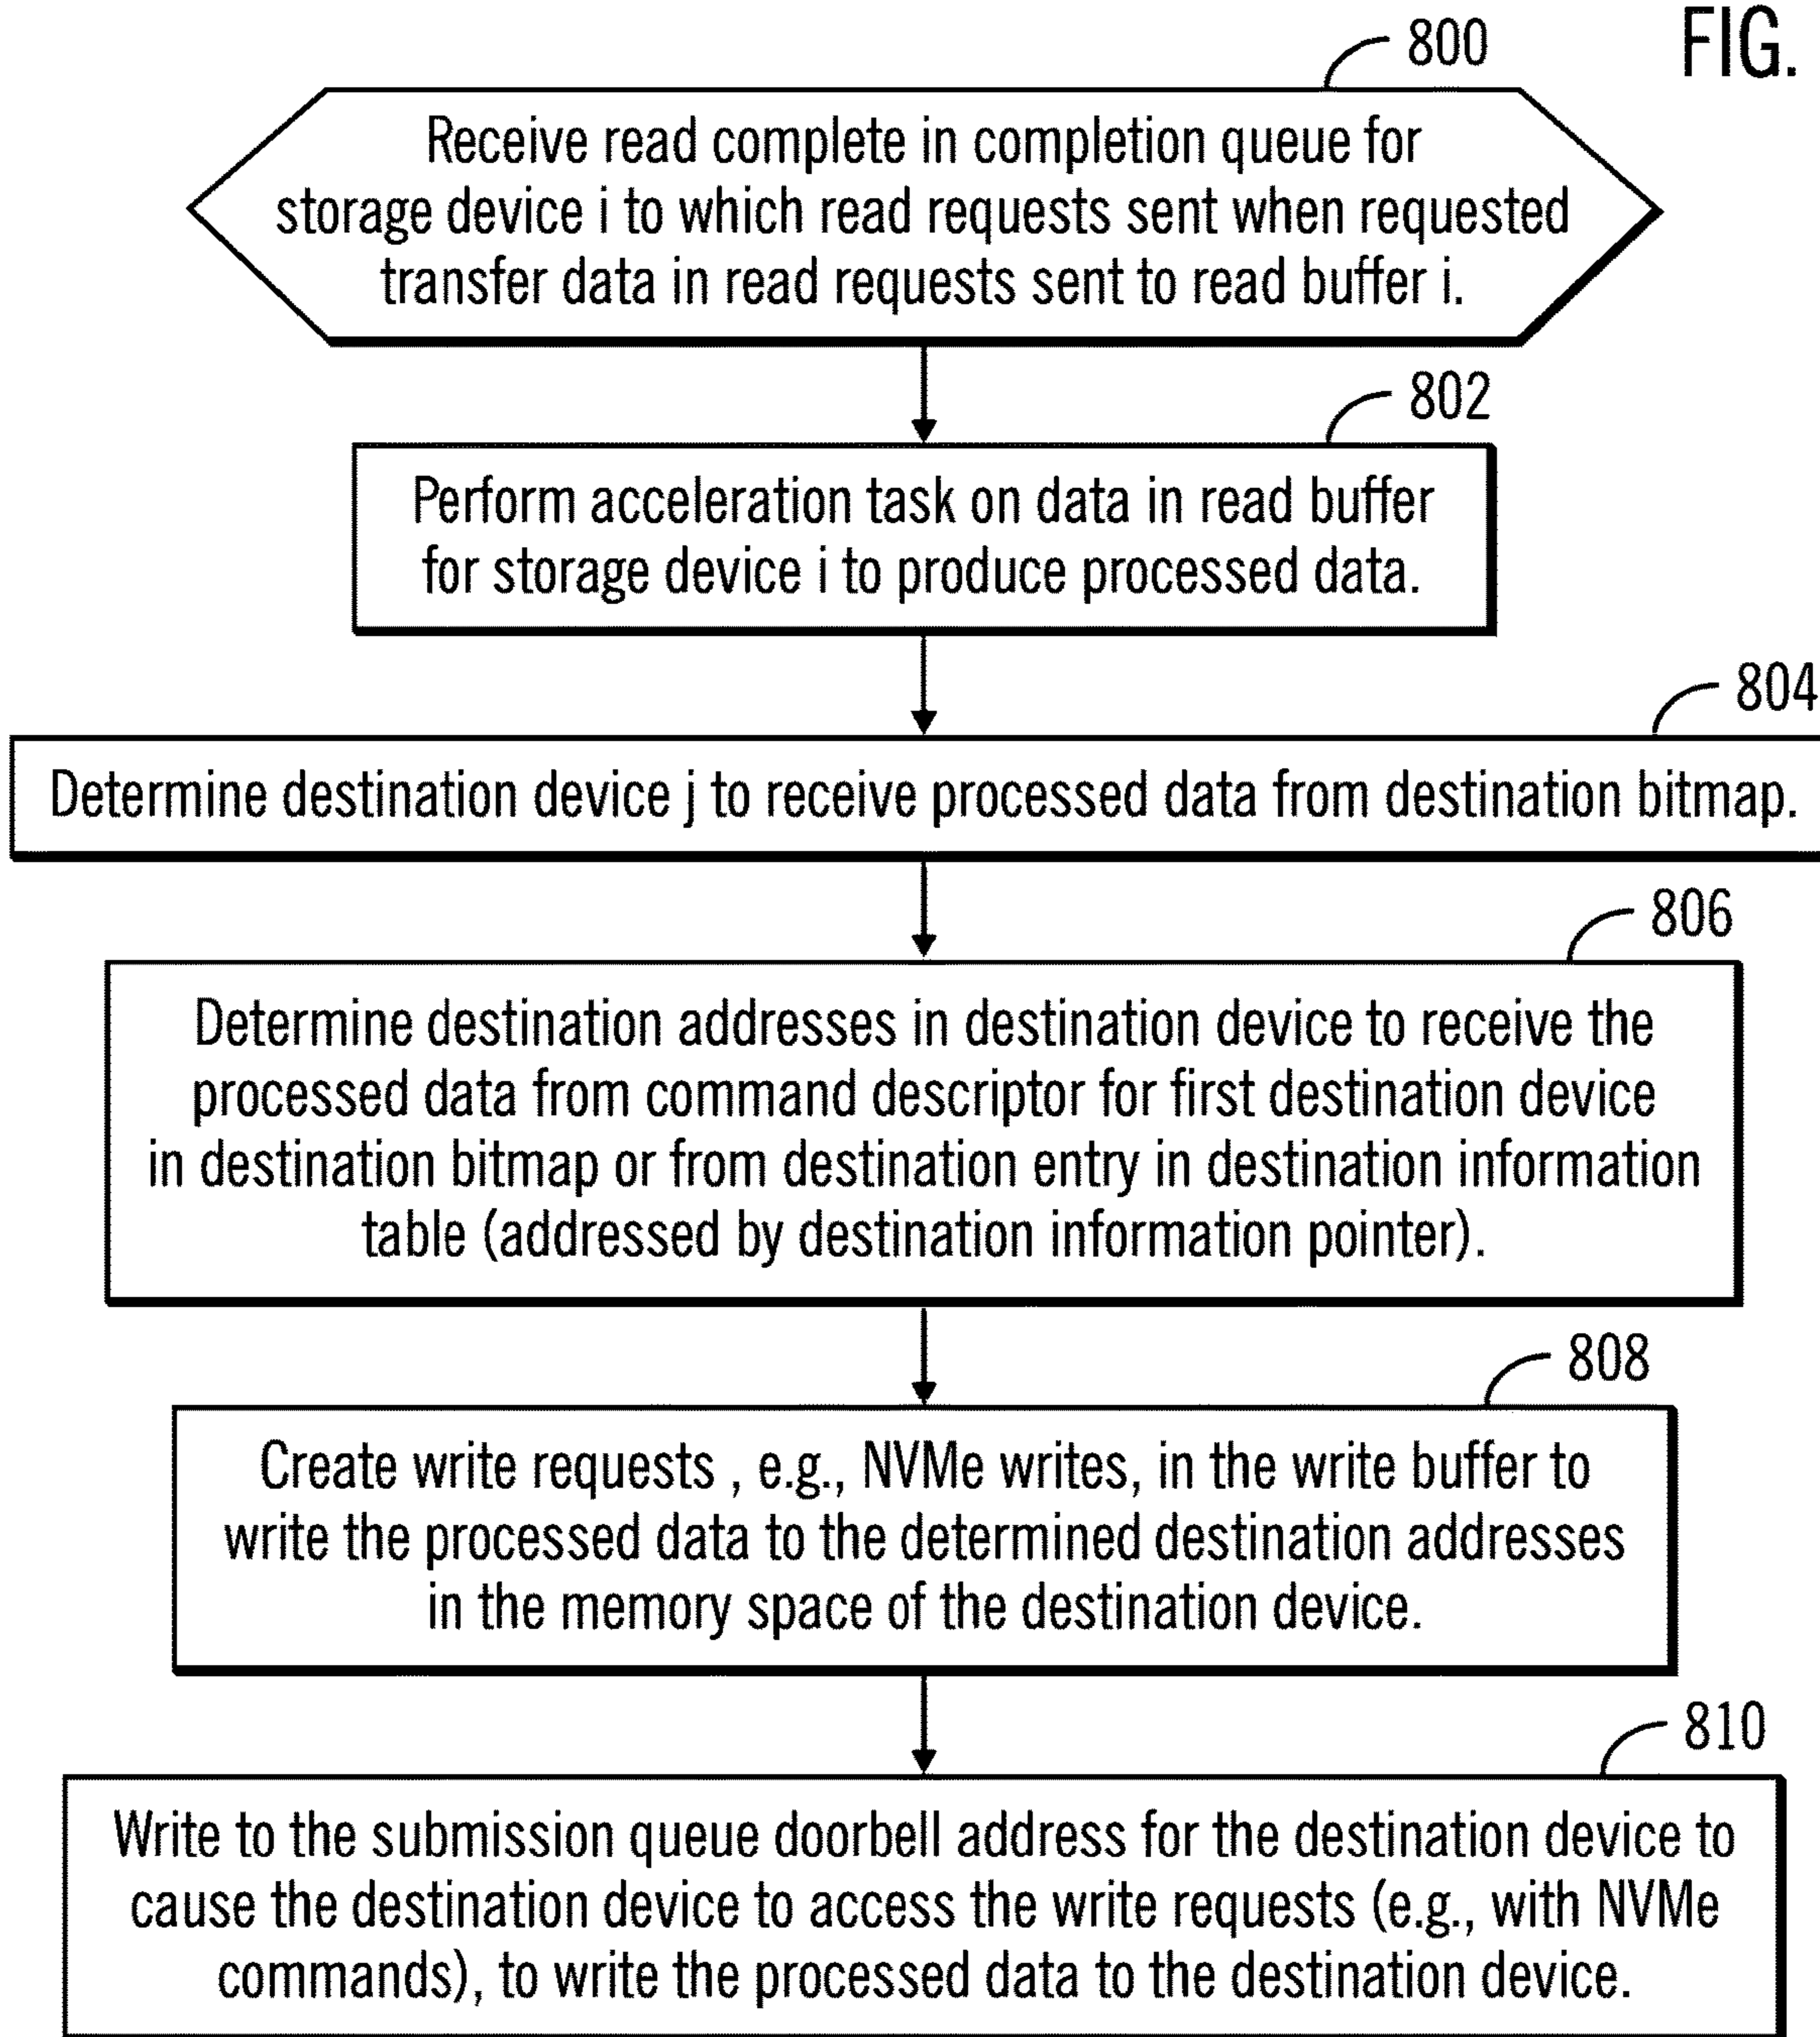 FIG.
800
Receive read complete in completion queue for
storage device i to which read requests sent when requested
transfer data in read requests sent to read buffer i.
802
Perform acceleration task on data in read buffer
for storage device i to produce processed data.
804
Determine destination device j to receive processed data from destination bitmap.
806
Determine destination addresses in destination device to receive the
processed data from command descriptor for first destination device
in destination bitmap or from destination entry in destination information
table (addressed by destination information pointer).
808
Create write requests , e.g., NVMe writes, in the write buffer to
write the processed data to the determined destination addresses
in the memory space of the destination device.
810
Write to the submission queue doorbell address for the destination device to
cause the destination device to access the write requests (e.g., with NVMe
commands), to write the processed data to the destination device.